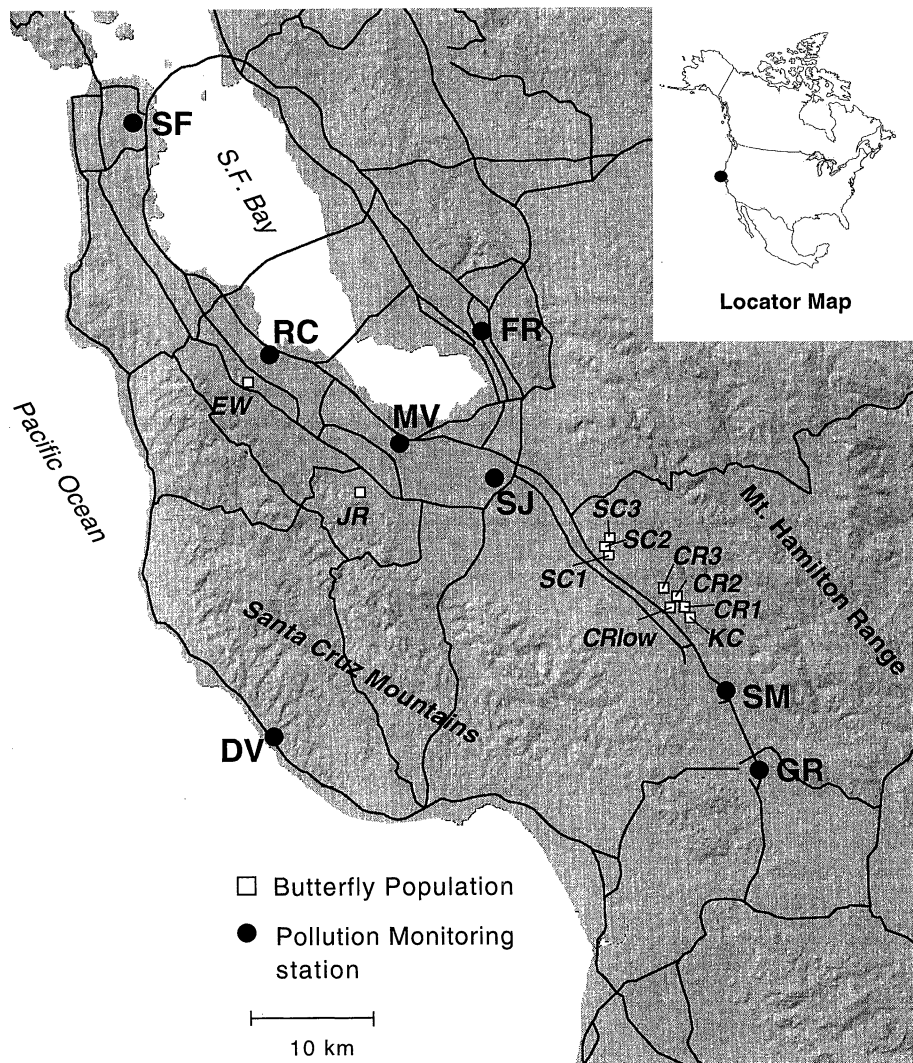 SF
S.F. Bay
Locator Map
RC
FR
EW
MV
Pacific Ocean
SJ
JR
Mt. Hamilton Range
SC3
SC2
CR3
SC1
CR2
CR1
CRlow
KC
Santa Cruz Mountains
SM
DV
GR
Butterfly Population
Pollution Monitoring
station
10 km